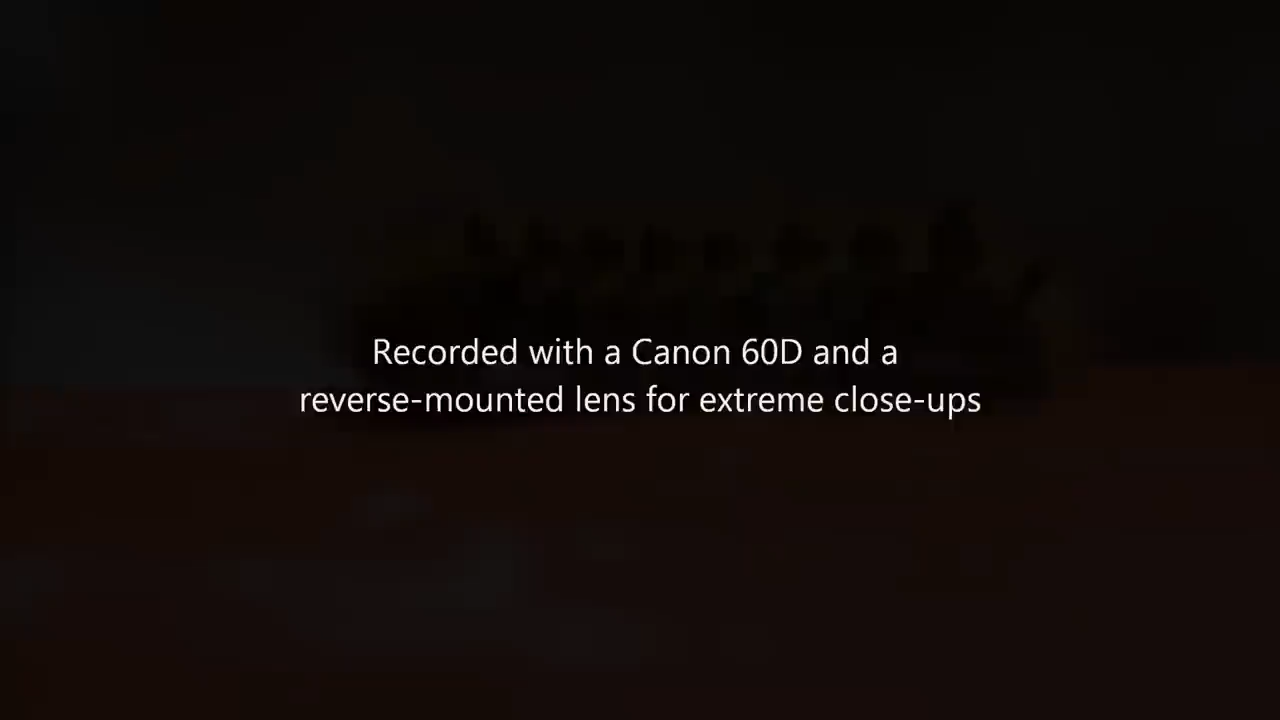 Recorded with a Canon 60D and a
reverse-mounted lens for extreme close-ups